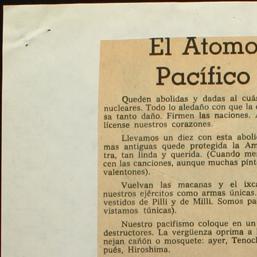 El Atomo
Pacífico
Queden abolidas y dadas al cuá
nucleares. Todo lo aledaño con que la
sa tanto daño. Firmen las naciones. A
lícense nuestros corazones.
Llevamos un diez con esta aboli
mas antiguas quede protegida la Am
tra, tan linda y querida. (Cuando me
cen las canciones, aunque muchas pint
valentones).
Vuelvan las macanas y el ixca
nuestros ejércitos como armas únicas.
vestidos de Pilli y de Milli. Somos pa
vistamos túnicas).
Nuestro pacifismo coloque en un
destructores. La vergüenza oprima a
nejan cañón o mosquete: ayer, Tenoch
pués, Hiroshima.